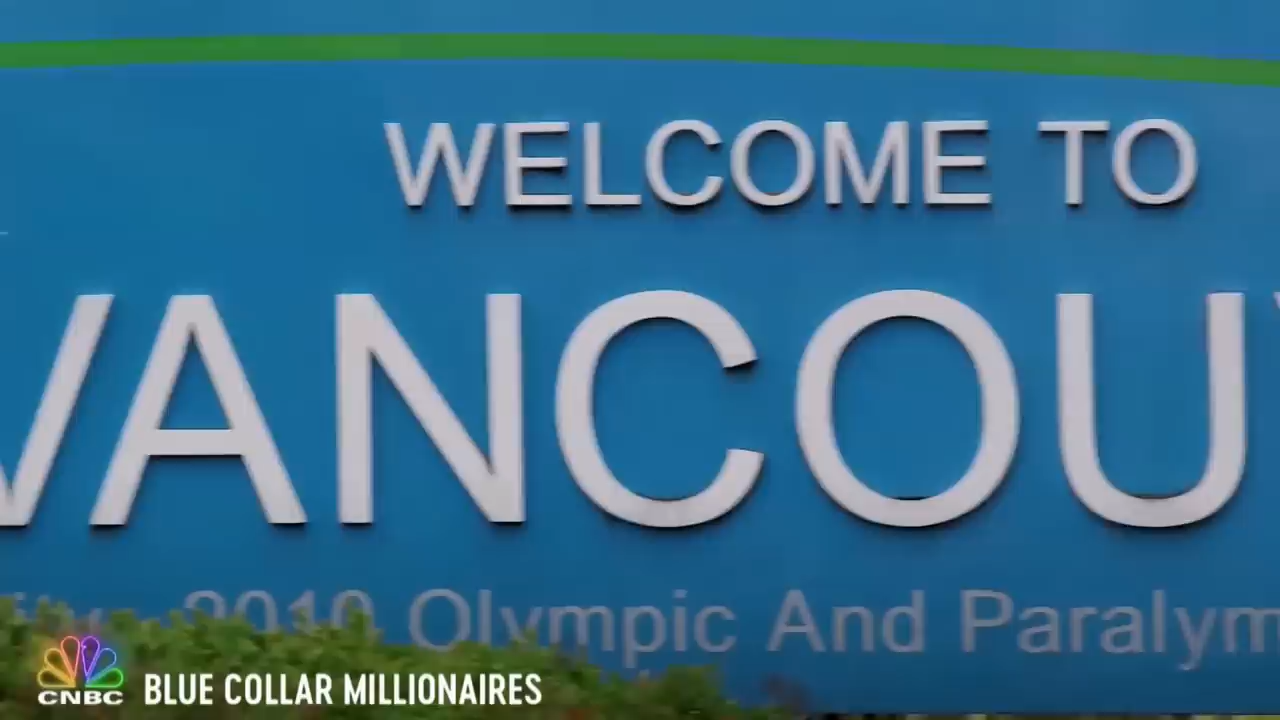 WELCOME TO
VANCOU
2010 Olympic And Paralym
CNBC
BLUE COLLAR MILLIONAIRES